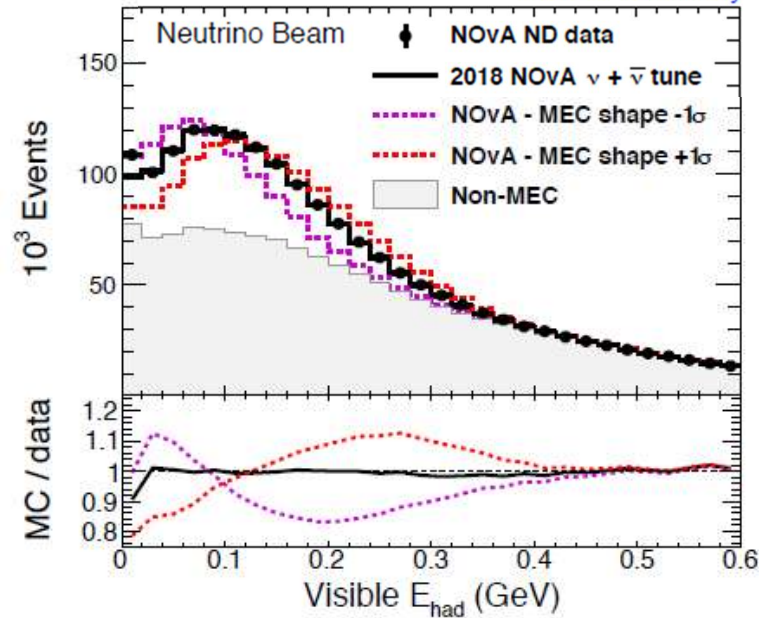 Neutrino Beam
NOvA ND data
2018 NOvA ν + ν̅ tune
NOvA - MEC shape -1σ
NOvA - MEC shape +1σ
Non-MEC
10³ Events
150
100
50
MC / data
1.2
1.1
1
0.9
0.8
0 0.1 0.2 0.3 0.4 0.5 0.6
Visible E_had (GeV)